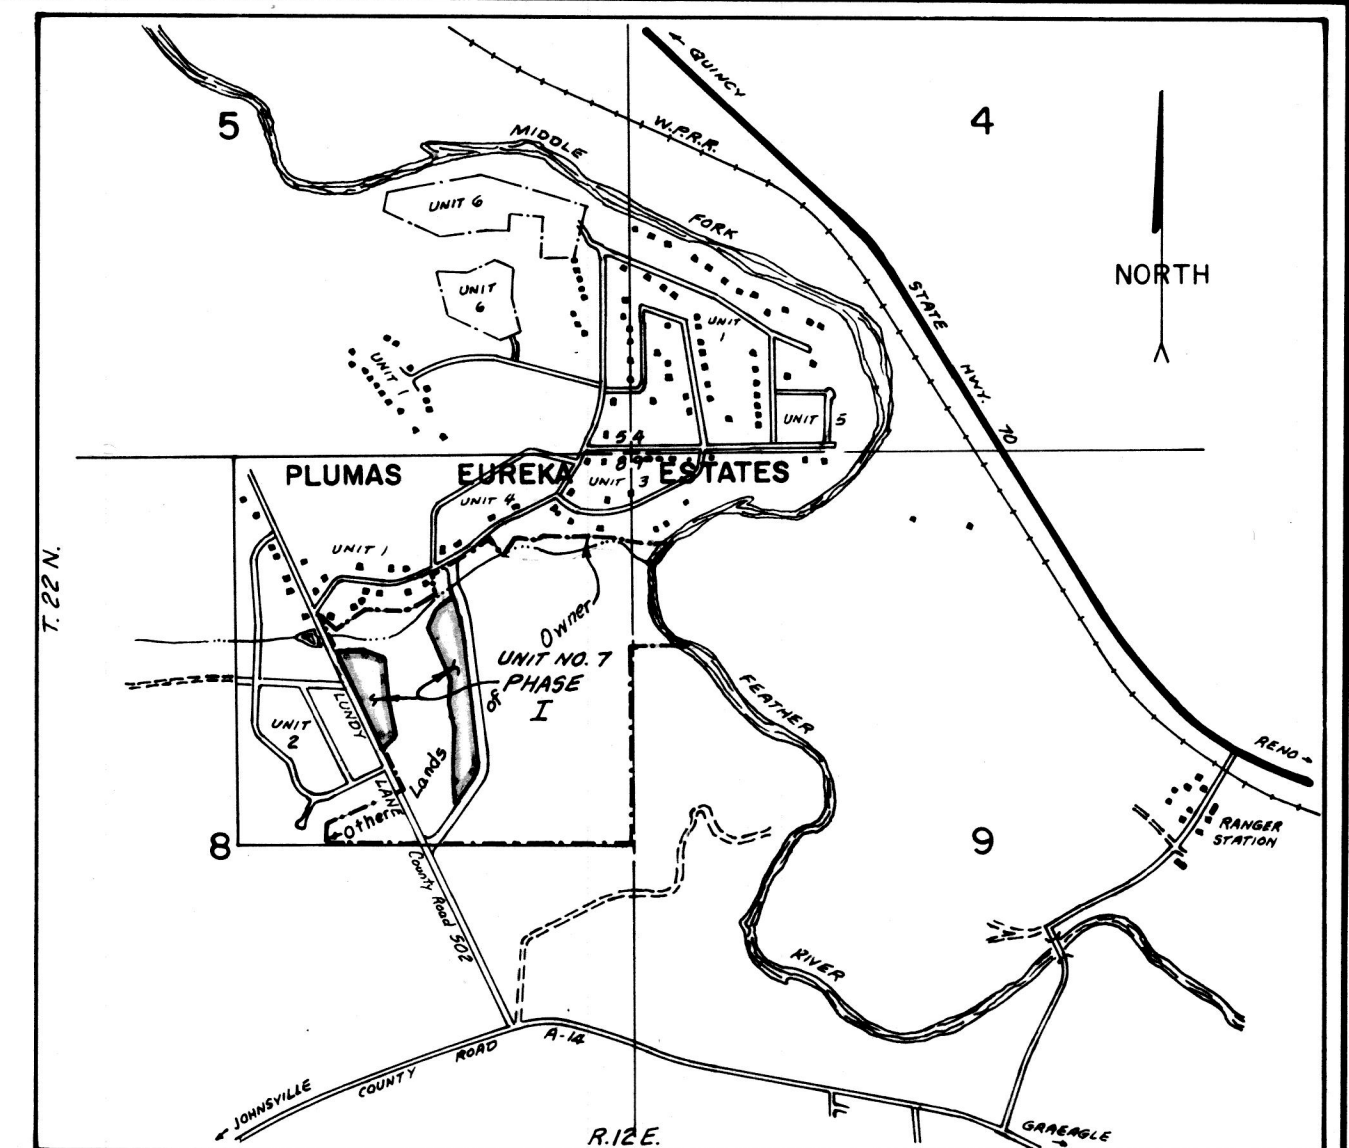 QUINCY
5
4
W.P.R.R.
MIDDLE
UNIT 6
FORK
NORTH
UNIT
6
STATE
UNIT
1
UNIT 1
HWY.
UNIT 5
70
5 4
8 9
PLUMAS EUREKA ESTATES
UNIT 3
UNIT 4
UNIT 1
T. 22 N.
Owner
UNIT NO. 7
PHASE
I
of
FEATHER
LUNDY
UNIT
2
RENO
Lands
LANE
Other
RANGER
STATION
8
9
County Road 502
RIVER
A-14
ROAD
COUNTY
JOHNSVILLE
GRAEAGLE
R.12E.